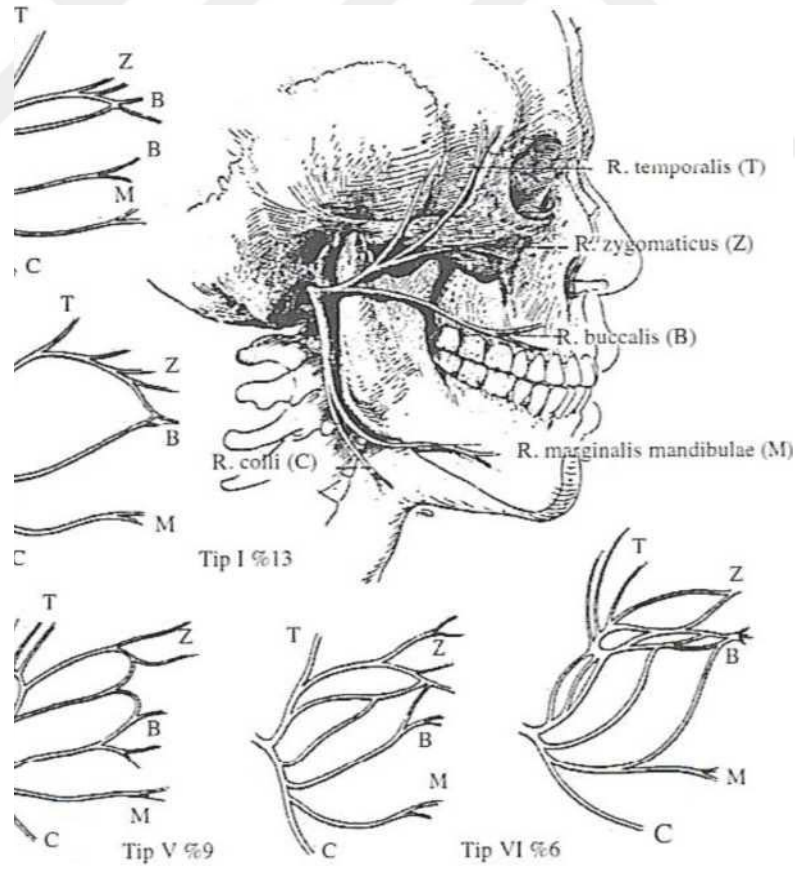 T
Z
B
B
M
C
R. temporalis (T)
R. zygomaticus (Z)
R. buccalis (B)
R. marginalis mandibulae (M)
R. colli (C)
T
Z
B
M
C
Tip I %13
T
Z
B
M
C
Tip V %9
T
Z
B
M
C
Tip VI %6
T
Z
B
M
C